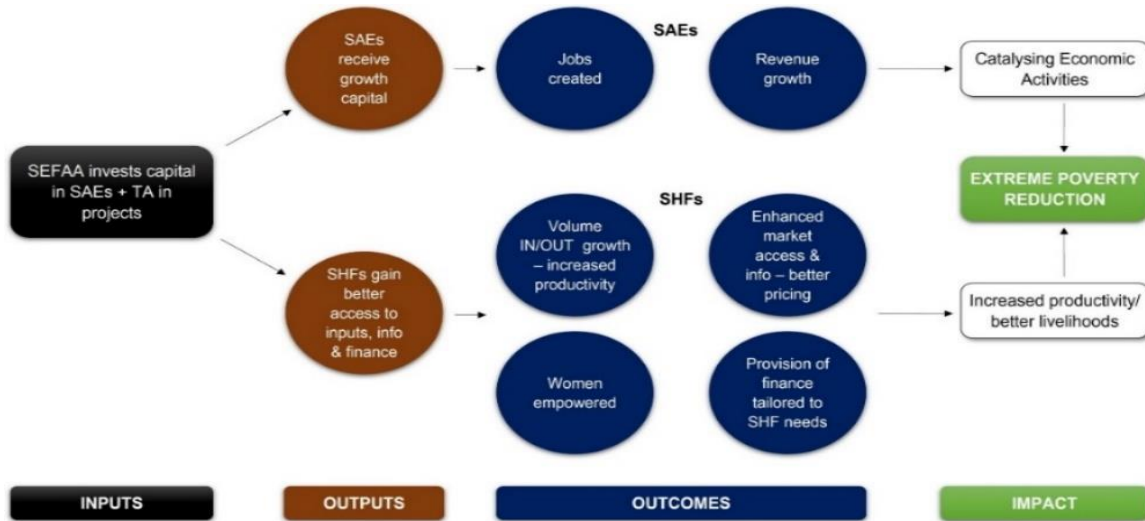 SAEs
receive
growth
capital
Jobs
created
SAEs
Revenue
growth
Catalysing Economic
Activities
SEFAA invests capital
in SAEs + TA in
projects
EXTREME POVERTY
REDUCTION
SHFs gain
better
access to
inputs, info
& finance
SHFs
Volume
IN/OUT growth
– increased
productivity
Enhanced
market
access &
info – better
pricing
Women
empowered
Provision of
finance
tailored to
SHF needs
Increased productivity/
better livelihoods
INPUTS
OUTPUTS
OUTCOMES
IMPACT